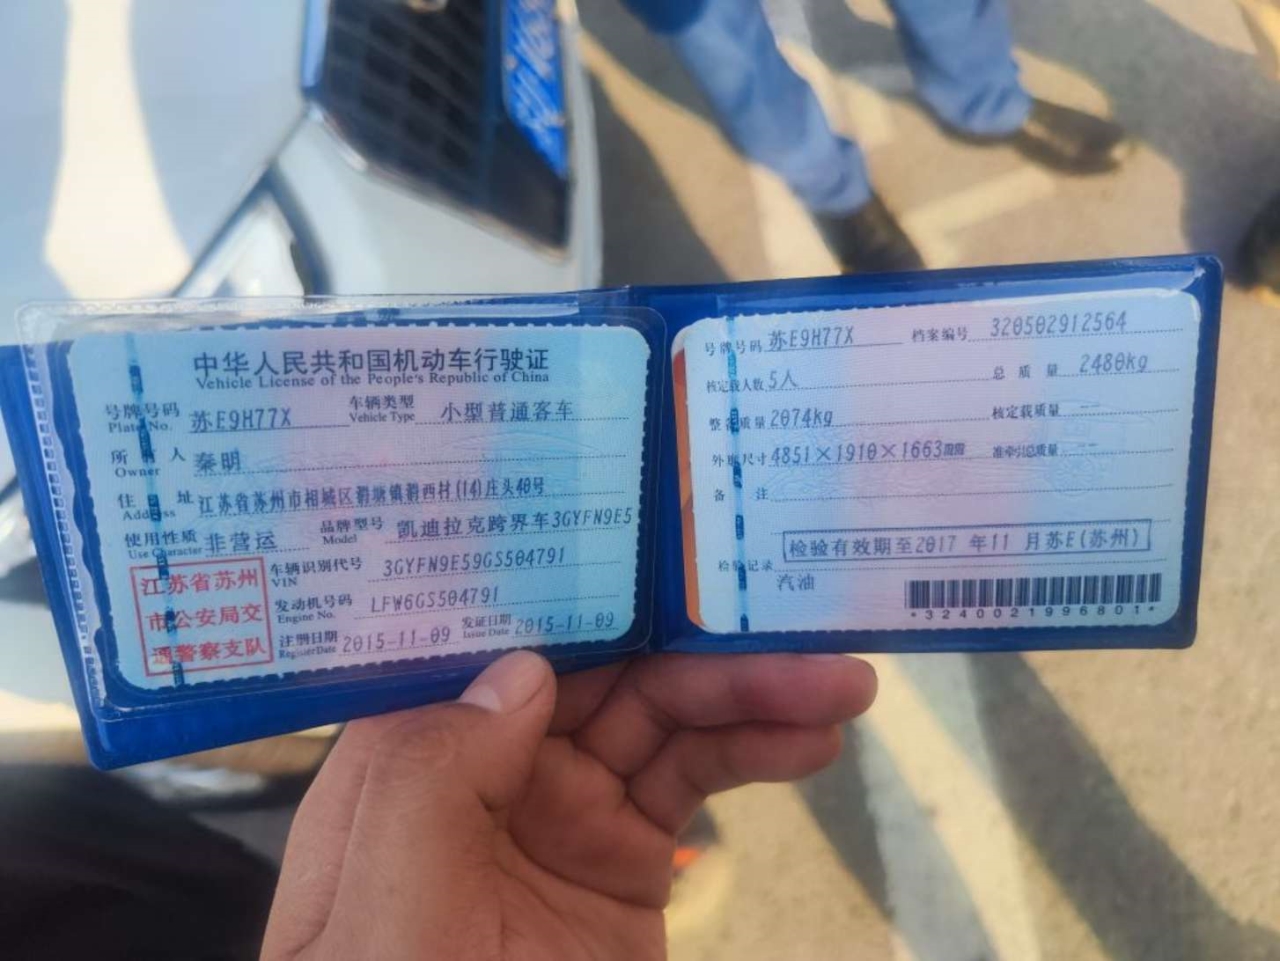 中华人民共和国机动车行驶证
Vehicle License of the People's Republic of China
号牌号码 苏E9H77X 车辆类型 小型普通客车
Plate No. Vehicle Type
所有人 秦明
Owner
住址 江苏省苏州市相城区 西村(14)庄头40号
Address
使用性质 非营运 品牌型号 凯迪拉克跨界车3GYFN9E5
Use Character Model
车辆识别代号 3GYFN9E59GS504791
VIN
发动机号码 LFW6GS504791
Engine No.
注册日期 2015-11-09 发证日期 2015-11-09
Register Date Issue Date
江苏省苏州
市公安局交
通警察支队
号牌号码 苏E9H77X 档案编号 320502912564
核定载人数 5人 总质量 2480kg
整备质量 2074kg 核定载质量 --
外廓尺寸 4851×1910×1663mm 准牵引总质量 --
备注
检验有效期至2017 年11 月苏E(苏州)
检验记录
汽油
*3240021996801*